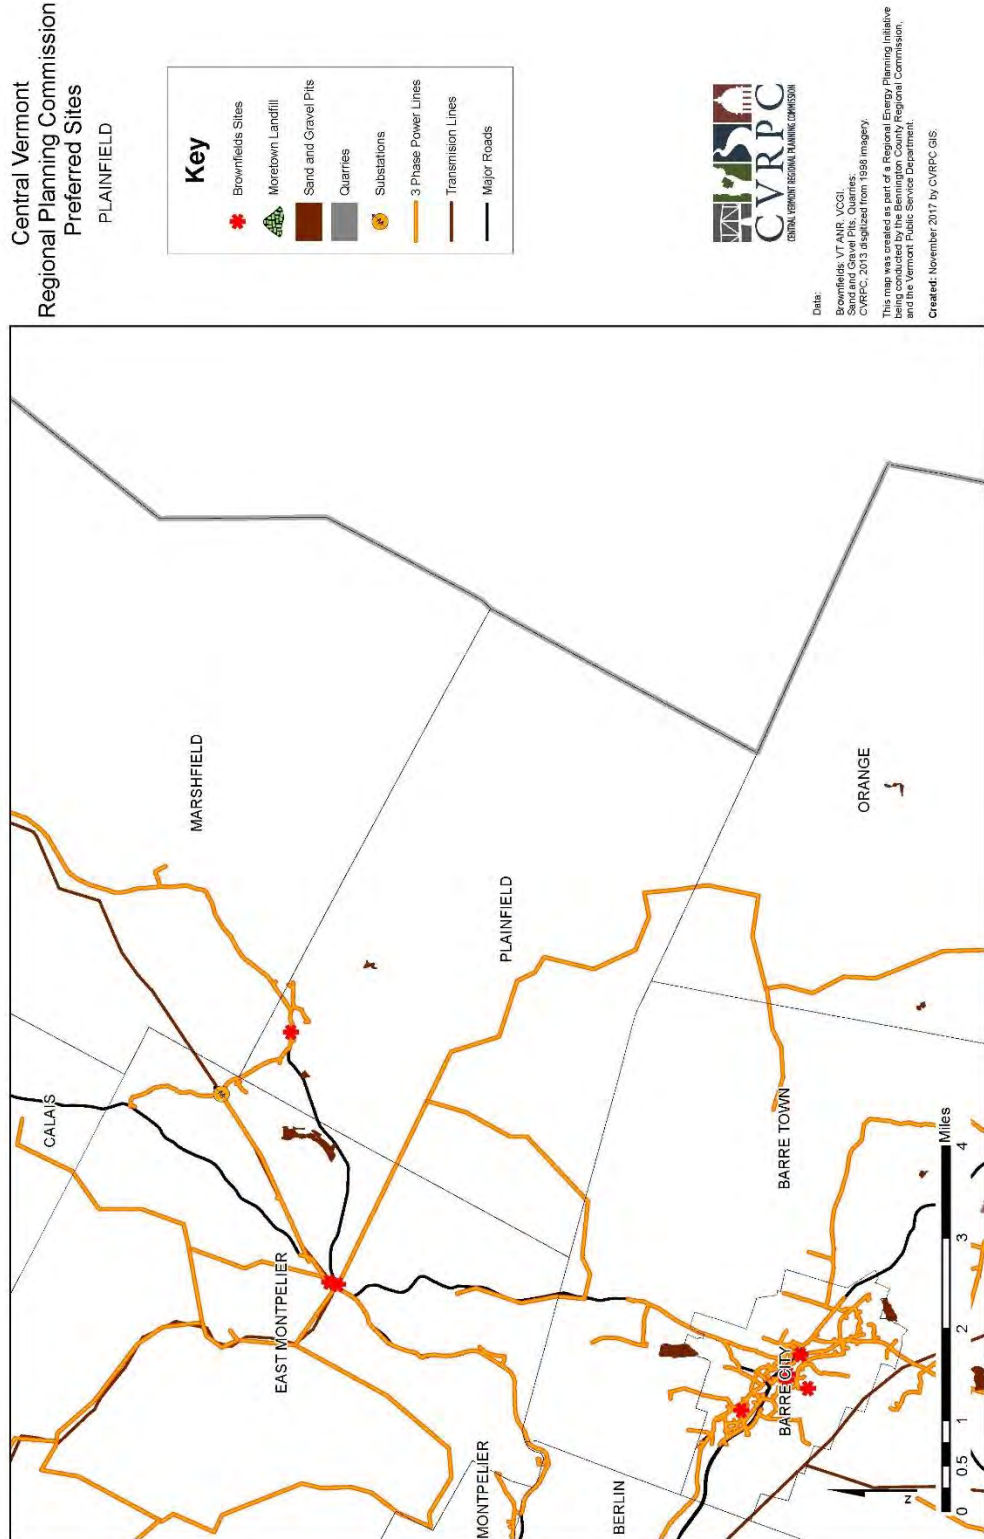 Central Vermont
Regional Planning Commission
Preferred Sites
PLAINFIELD
Key
Brownfields Sites
Moretown Landfill
Sand and Gravel Pits
Quarries
Substations
3 Phase Power Lines
Transmision Lines
Major Roads
CVRPC
CENTRAL VERMONT REGIONAL PLANNING COMMISSION
Data:
Brownfields: VT ANR. VCGI.
Sand and Gravel Pits, Quarries:
CVRPC, 2013 disgitized from 1998 imagery.
This map was created as part of a Regional Energy Planning Initiative
being conducted by the Bennington County Regional Commission,
and the Vermont Public Service Department.
Created: November 2017 by CVRPC GIS.
MARSHFIELD
CALAIS
PLAINFIELD
ORANGE
EAST MONTPELIER
BARRE TOWN
MONTPELIER
BERLIN
BARRE CITY
N
0 0.5 1 2 3 4
Miles